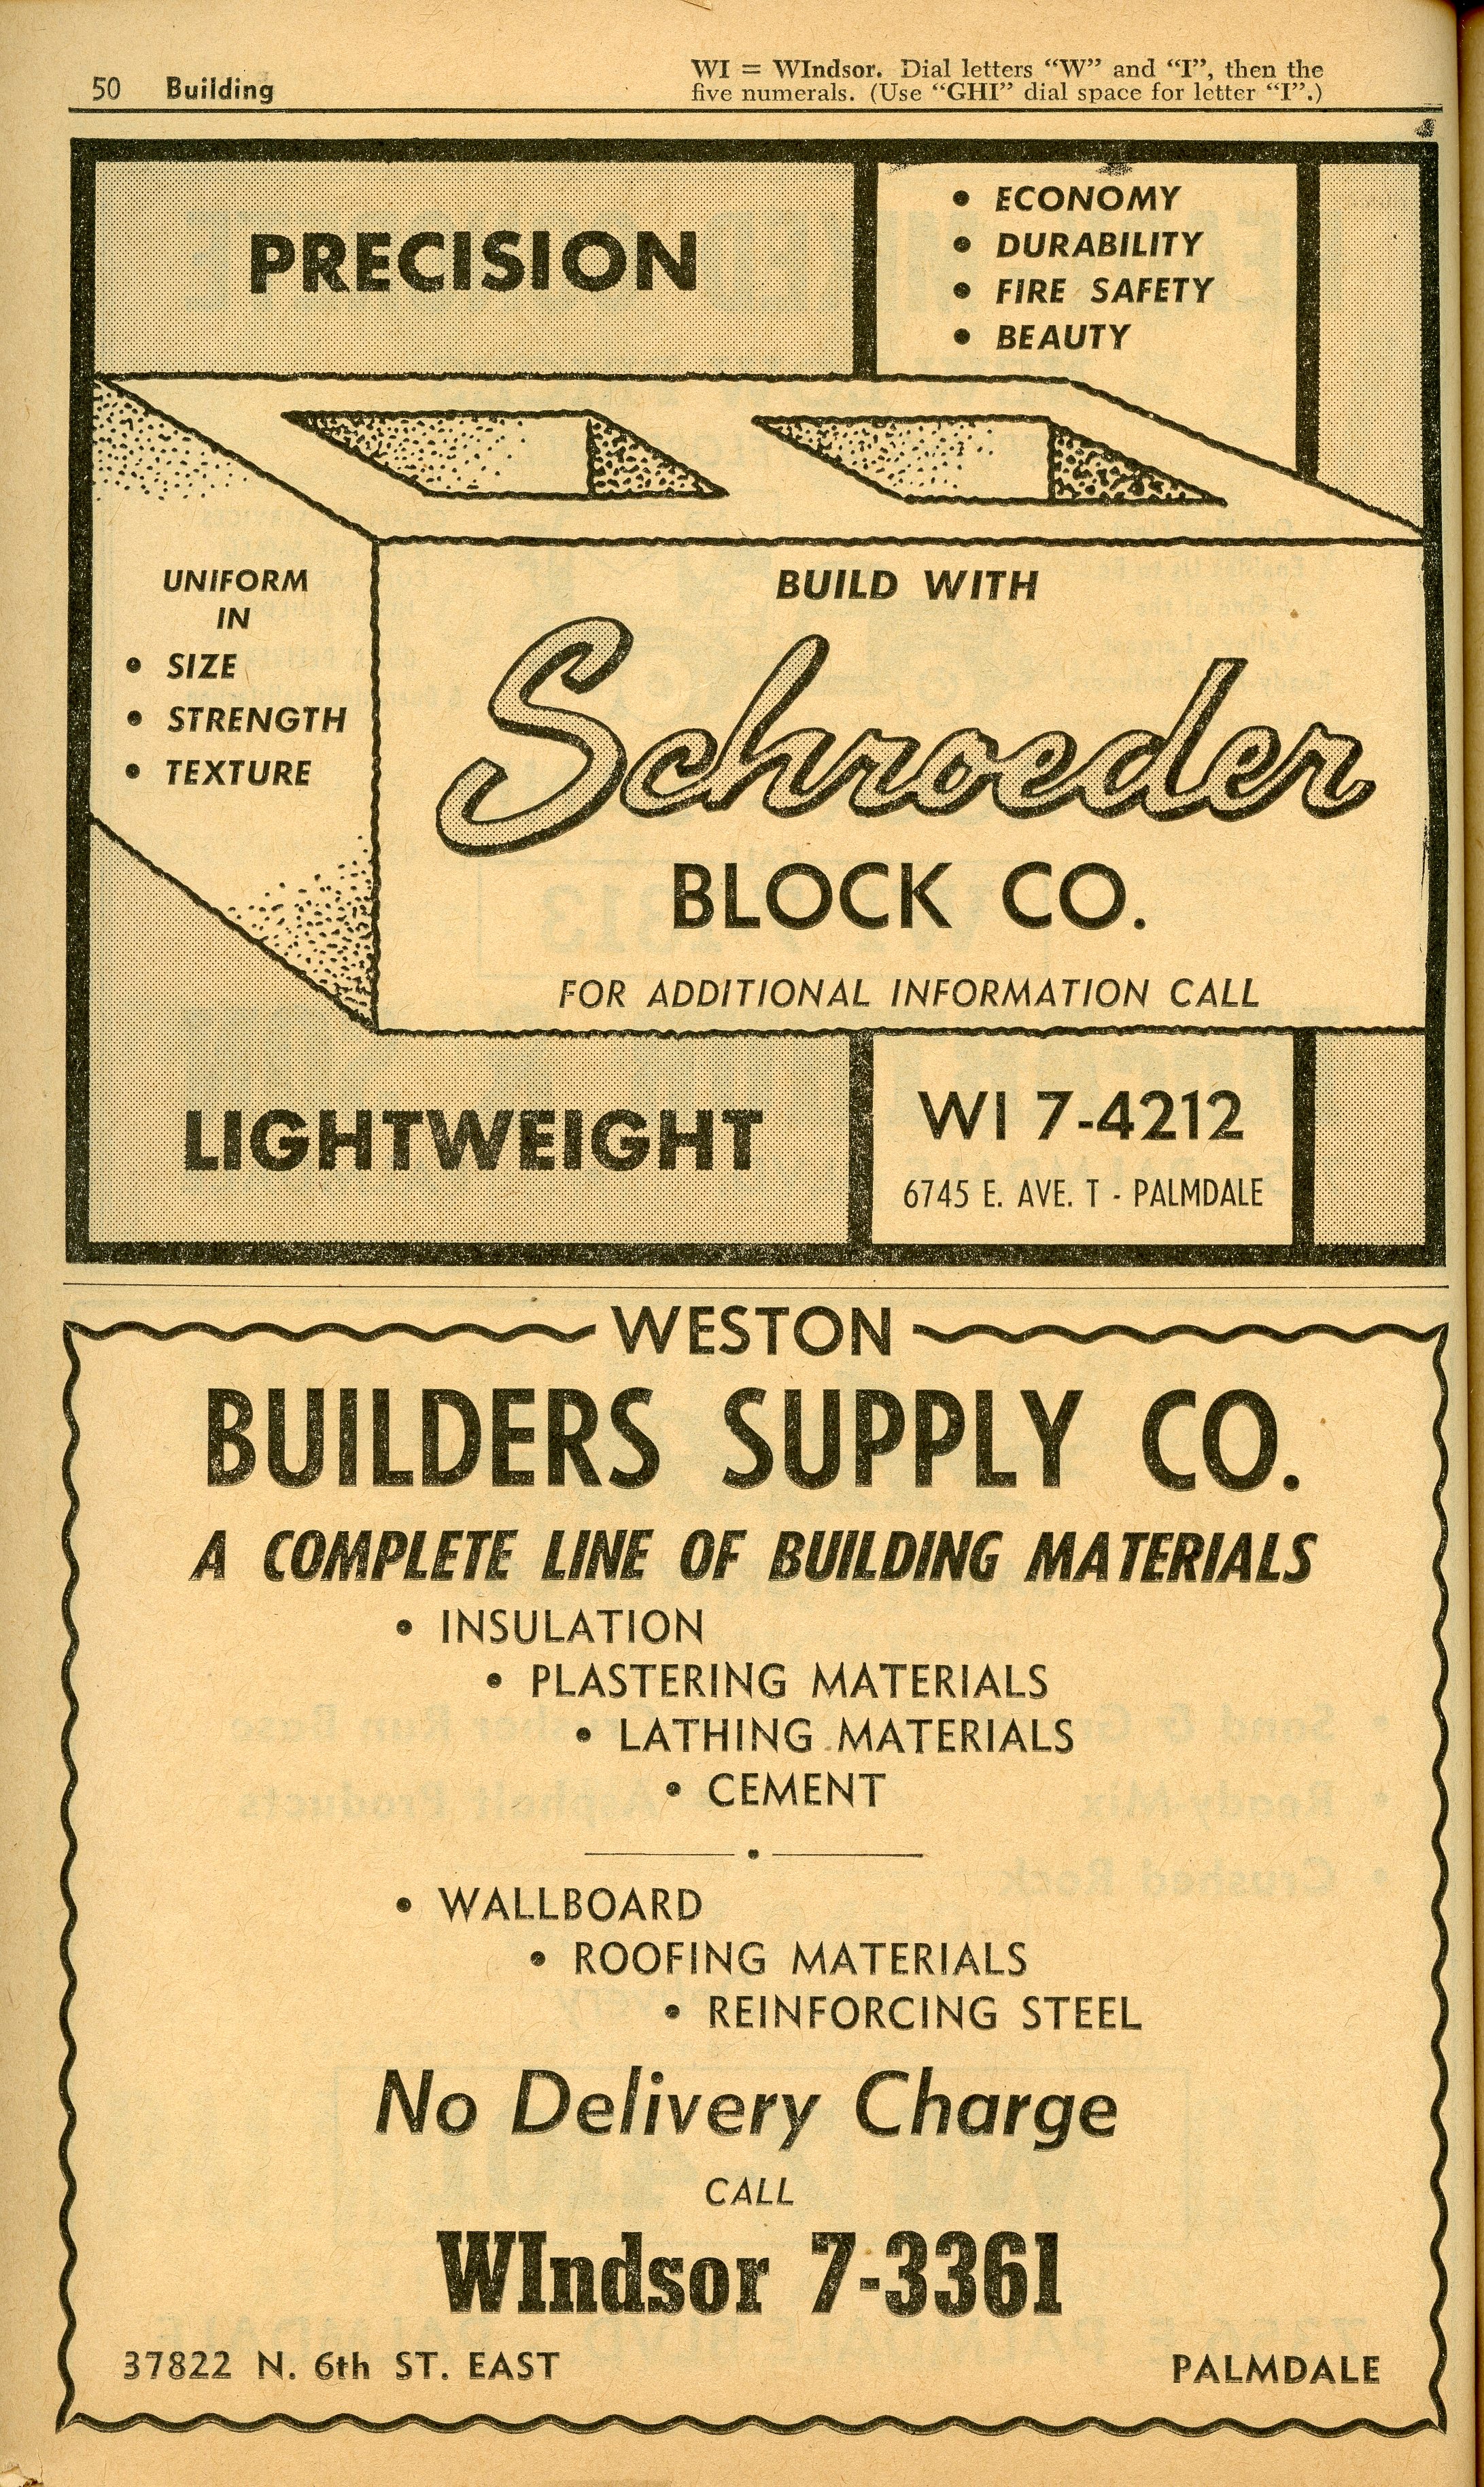 50 Building
WI = WIndsor. Dial letters “W” and “I”, then the
five numerals. (Use “GHI” dial space for letter “I”.)
PRECISION
• ECONOMY
• DURABILITY
• FIRE SAFETY
• BEAUTY
UNIFORM
IN
• SIZE
• STRENGTH
• TEXTURE
BUILD WITH
Schroeder
BLOCK CO.
FOR ADDITIONAL INFORMATION CALL
LIGHTWEIGHT
WI 7-4212
6745 E. AVE. T - PALMDALE
WESTON
BUILDERS SUPPLY CO.
A COMPLETE LINE OF BUILDING MATERIALS
• INSULATION
• PLASTERING MATERIALS
• LATHING MATERIALS
• CEMENT
• WALLBOARD
• ROOFING MATERIALS
• REINFORCING STEEL
No Delivery Charge
CALL
WIndsor 7-3361
37822 N. 6th ST. EAST
PALMDALE